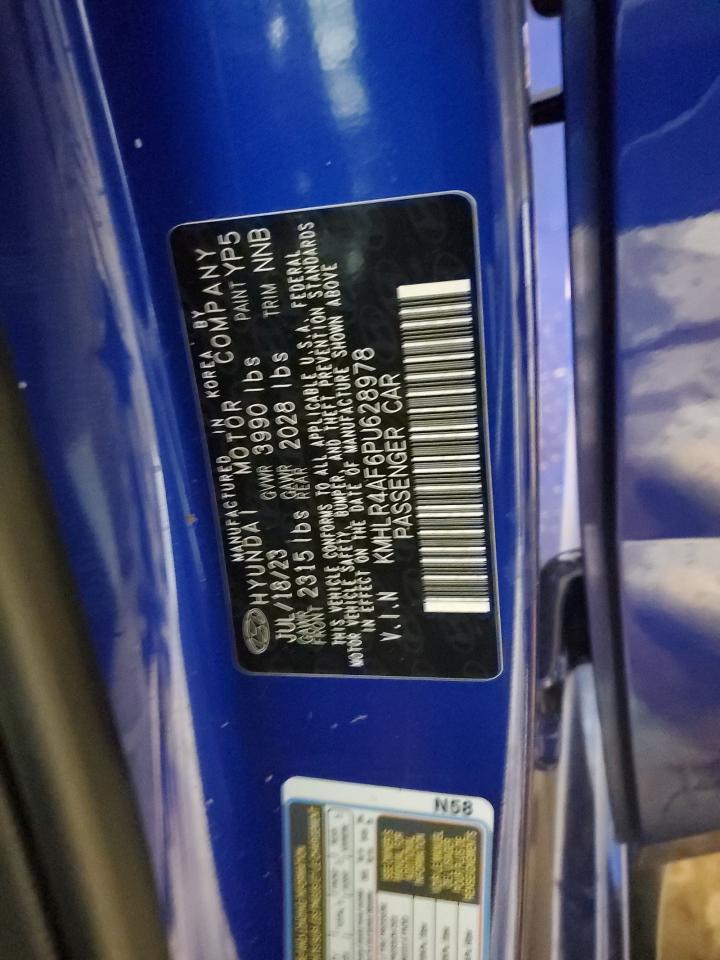 MANUFACTURED IN KOREA BY
HYUNDAI MOTOR COMPANY
JUL/18/23 GVWR 3990 lbs PAINT YP5
GAWR FRONT 2315 lbs GAWR REAR 2028 lbs TRIM NNB
THIS VEHICLE CONFORMS TO ALL APPLICABLE U.S.A. FEDERAL
MOTOR VEHICLE SAFETY, BUMPER, AND THEFT PREVENTION STANDARDS
IN EFFECT ON THE DATE OF MANUFACTURE SHOWN ABOVE
V.I.N KMHLR4AF6PU628978
PASSENGER CAR
N58